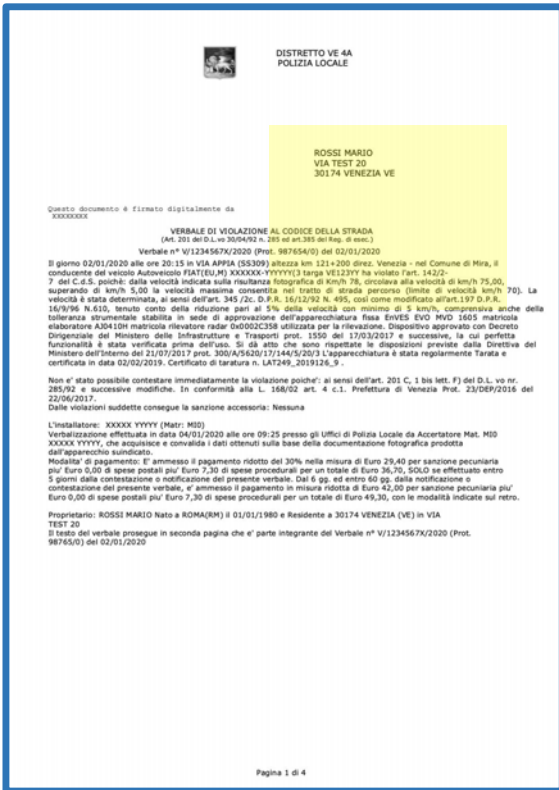 DISTRETTO VE 4A
POLIZIA LOCALE
ROSSI MARIO
VIA TEST 20
30174 VENEZIA VE
Questo documento è firmato digitalmente da
XXXXXXXX
VERBALE DI VIOLAZIONE AL CODICE DELLA STRADA
(Art. 201 del D.L.vo 30/04/92 n. 285 ed art.385 del Reg. di esec.)
Verbale n° V/1234567X/2020 (Prot. 987654/0) del 02/01/2020
Il giorno 02/01/2020 alle ore 20:15 in VIA APPIA (SS309) altezza km 121+200 direz. Venezia - nel Comune di Mira, il
conducente del veicolo Autoveicolo FIAT(EU,M) XXXXXX-YYYYYY(3 targa VE123YY ha violato l'art. 142/2-
7 del C.d.S. poichè: dalla velocità indicata sulla risultanza fotografica di Km/h 78, circolava alla velocità di km/h 75,00,
superando di km/h 5,00 la velocità massima consentita nel tratto di strada percorso (limite di velocità km/h 70). La
velocità è stata determinata, ai sensi dell'art. 345 /2c. D.P.R. 16/12/92 N. 495, così come modificato all'art.197 D.P.R.
16/9/96 N.610, tenuto conto della riduzione pari al 5% della velocità con minimo di 5 km/h, comprensiva anche della
tolleranza strumentale stabilita in sede di approvazione dell'apparecchiatura fissa EnVES EVO MVD 1605 matricola
elaboratore AJ0410H matricola rilevatore radar 0x0002C358 utilizzata per la rilevazione. Dispositivo approvato con Decreto
Dirigenziale del Ministero delle Infrastrutture e Trasporti prot. 1550 del 17/03/2017 e successive, la cui perfetta
funzionalità è stata verificata prima dell'uso. Si dà atto che sono rispettate le disposizioni previste dalla Direttiva del
Ministero dell'Interno del 21/07/2017 prot. 300/A/5620/17/144/5/20/3 L'apparecchiatura è stata regolarmente Tarata e
certificata in data 02/02/2019. Certificato di taratura n. LAT249_2019126_9 .
Non e' stato possibile contestare immediatamente la violazione poiche': ai sensi dell'art. 201 C, 1 bis lett. F) del D.L. vo nr.
285/92 e successive modifiche. In conformità alla L. 168/02 art. 4 c.1. Prefettura di Venezia Prot. 23/DEP/2016 del
22/06/2017.
Dalle violazioni suddette consegue la sanzione accessoria: Nessuna
L'installatore: XXXXX YYYYY (Matr: MI0)
Verbalizzazione effettuata in data 04/01/2020 alle ore 09:25 presso gli Uffici di Polizia Locale da Accertatore Mat. MI0
XXXXX YYYYY, che acquisisce e convalida i dati ottenuti sulla base della documentazione fotografica prodotta
dall'apparecchio suindicato.
Modalita' di pagamento: E' ammesso il pagamento ridotto del 30% nella misura di Euro 29,40 per sanzione pecuniaria
piu' Euro 0,00 di spese postali piu' Euro 7,30 di spese procedurali per un totale di Euro 36,70, SOLO se effettuato entro
5 giorni dalla contestazione o notificazione del presente verbale. Dal 6 gg. ed entro 60 gg. dalla notificazione o
contestazione del presente verbale, e' ammesso il pagamento in misura ridotta di Euro 42,00 per sanzione pecuniaria piu'
Euro 0,00 di spese postali piu' Euro 7,30 di spese procedurali per un totale di Euro 49,30, con le modalità indicate sul retro.
Proprietario: ROSSI MARIO Nato a ROMA(RM) il 01/01/1980 e Residente a 30174 VENEZIA (VE) in VIA
TEST 20
Il testo del verbale prosegue in seconda pagina che e' parte integrante del Verbale n° V/1234567X/2020 (Prot.
98765/0) del 02/01/2020
Pagina 1 di 4